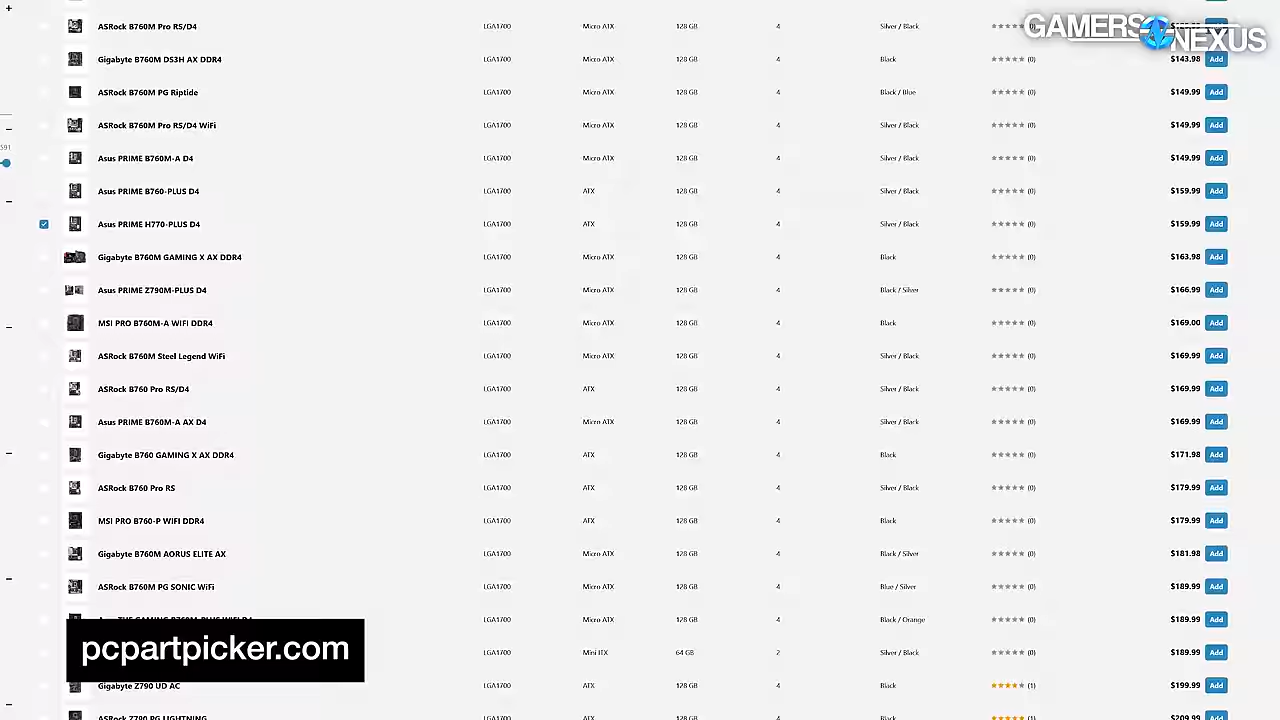 GAMERS NEXUS
ASRock B760M Pro RS/D4 LGA1700 Micro ATX 128 GB 4 Silver / Black (0)
Gigabyte B760M DS3H AX DDR4 LGA1700 Micro ATX 128 GB 4 Black (0) $143.98 Add
ASRock B760M PG Riptide LGA1700 Micro ATX 128 GB 4 Black / Blue (0) $149.99 Add
ASRock B760M Pro RS/D4 WiFi LGA1700 Micro ATX 128 GB 4 Silver / Black (0) $149.99 Add
591
Asus PRIME B760M-A D4 LGA1700 Micro ATX 128 GB 4 Silver / Black (0) $149.99 Add
Asus PRIME B760-PLUS D4 LGA1700 ATX 128 GB 4 Silver / Black (0) $159.99 Add
Asus PRIME H770-PLUS D4 LGA1700 ATX 128 GB 4 Silver / Black (0) $159.99 Add
Gigabyte B760M GAMING X AX DDR4 LGA1700 Micro ATX 128 GB 4 Black (0) $163.98 Add
Asus PRIME Z790M-PLUS D4 LGA1700 Micro ATX 128 GB 4 Black / Silver (0) $166.99 Add
MSI PRO B760M-A WIFI DDR4 LGA1700 Micro ATX 128 GB 4 Black (0) $169.00 Add
ASRock B760M Steel Legend WiFi LGA1700 Micro ATX 128 GB 4 Silver / Black (0) $169.99 Add
ASRock B760 Pro RS/D4 LGA1700 ATX 128 GB 4 Silver / Black (0) $169.99 Add
Asus PRIME B760M-A AX D4 LGA1700 Micro ATX 128 GB 4 Silver / Black (0) $169.99 Add
Gigabyte B760 GAMING X AX DDR4 LGA1700 ATX 128 GB 4 Black (0) $171.98 Add
ASRock B760 Pro RS LGA1700 ATX 128 GB 4 Silver / Black (0) $179.99 Add
MSI PRO B760-P WIFI DDR4 LGA1700 ATX 128 GB 4 Black (0) $179.99 Add
Gigabyte B760M AORUS ELITE AX LGA1700 Micro ATX 128 GB 4 Black / Silver (0) $181.98 Add
ASRock B760M PG SONIC WiFi LGA1700 Micro ATX 128 GB 4 Blue / Silver (0) $189.99 Add
LGA1700 Micro ATX 128 GB 4 Black / Orange (0) $189.99 Add
pcpartpicker.com
LGA1700 Mini ITX 64 GB 2 Silver / Black (0) $189.99 Add
Gigabyte Z790 UD AC LGA1700 ATX 128 GB 4 Black (1) $199.99 Add
ASRock Z790 PG LIGHTNING LGA1700 ATX 128 GB 4 Black (1) $209.99 Add